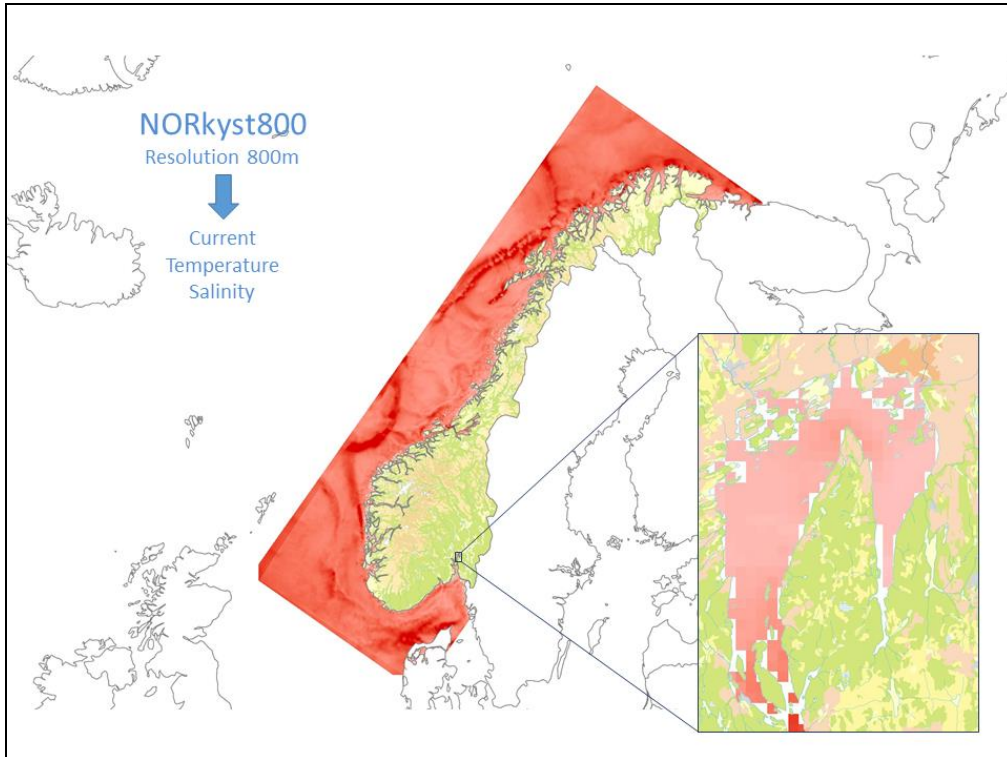 NORkyst800
Resolution 800m
Current
Temperature
Salinity